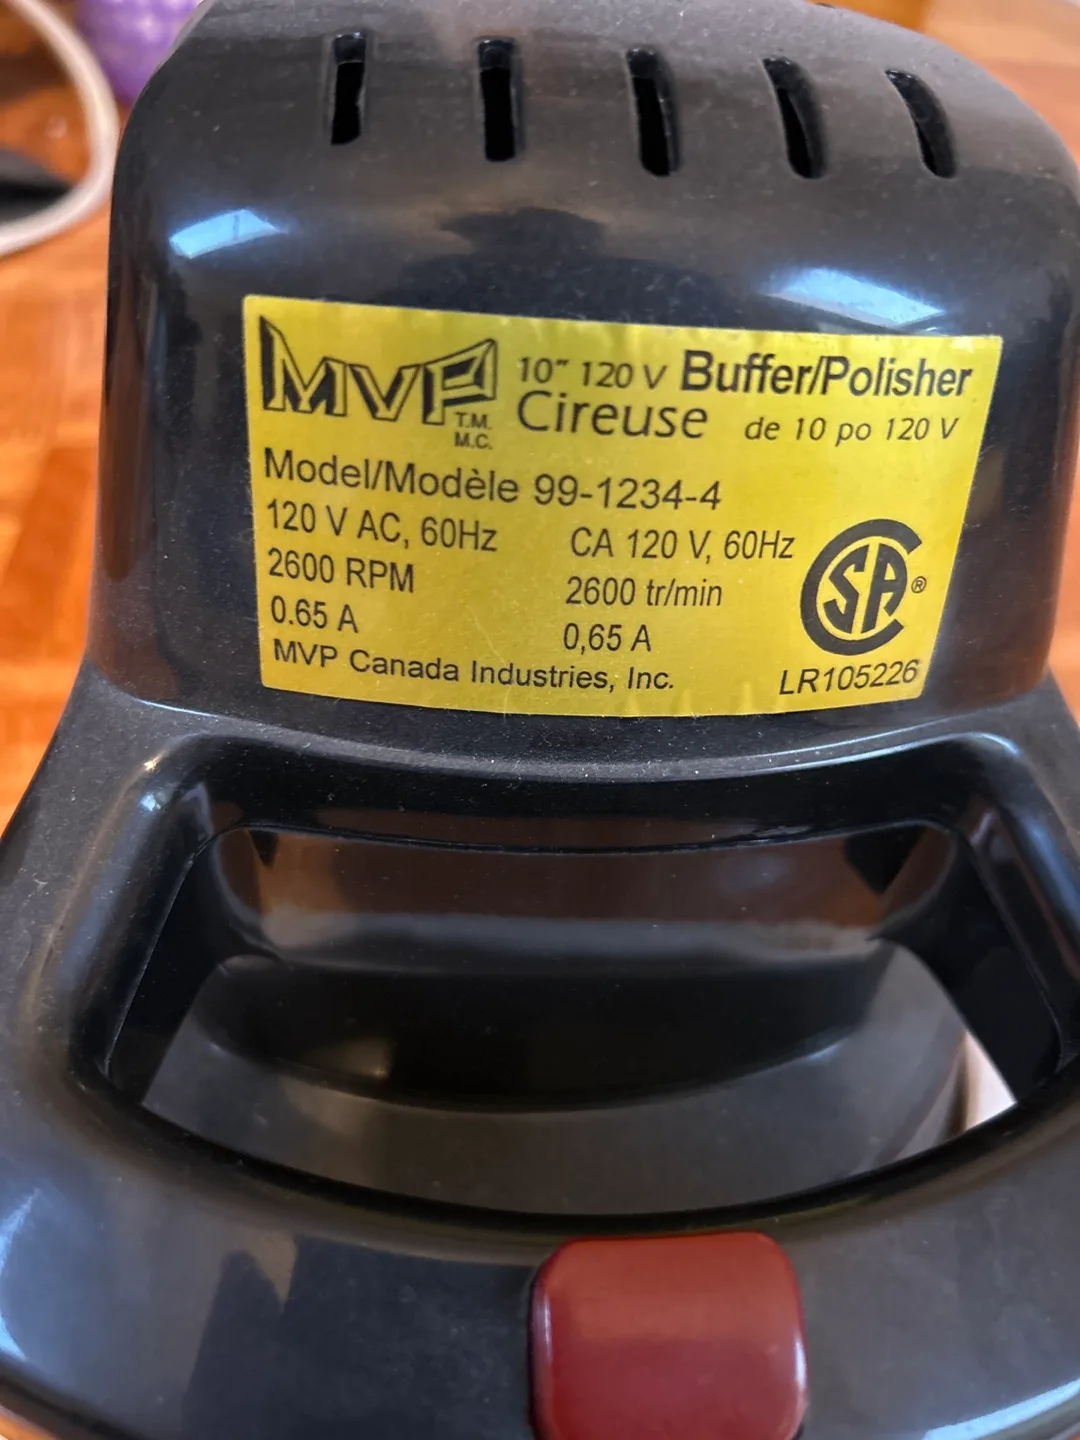 MVP T.M. M.C.
10" 120 V Buffer/Polisher
Cireuse de 10 po 120 V
Model/Modèle 99-1234-4
120 V AC, 60Hz CA 120 V, 60Hz
2600 RPM 2600 tr/min
0.65 A 0,65 A
MVP Canada Industries, Inc.
CSA ®
LR105226